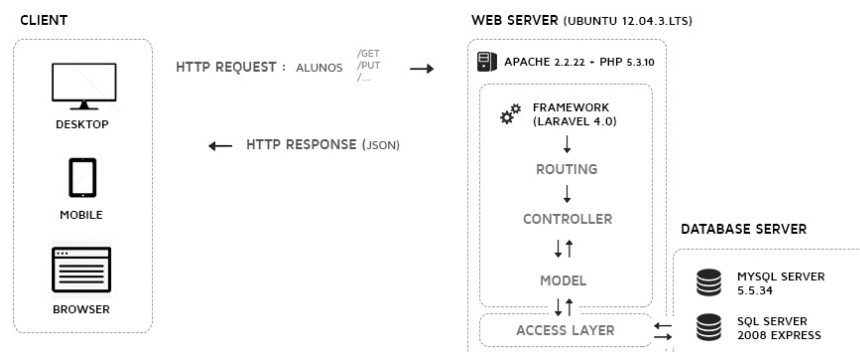 CLIENT
DESKTOP
MOBILE
BROWSER
HTTP REQUEST : ALUNOS
/GET
/PUT
/...
HTTP RESPONSE (JSON)
WEB SERVER (UBUNTU 12.04.3.LTS)
APACHE 2.2.22 + PHP 5.3.10
FRAMEWORK
(LARAVEL 4.0)
ROUTING
CONTROLLER
MODEL
ACCESS LAYER
DATABASE SERVER
MYSQL SERVER
5.5.34
SQL SERVER
2008 EXPRESS